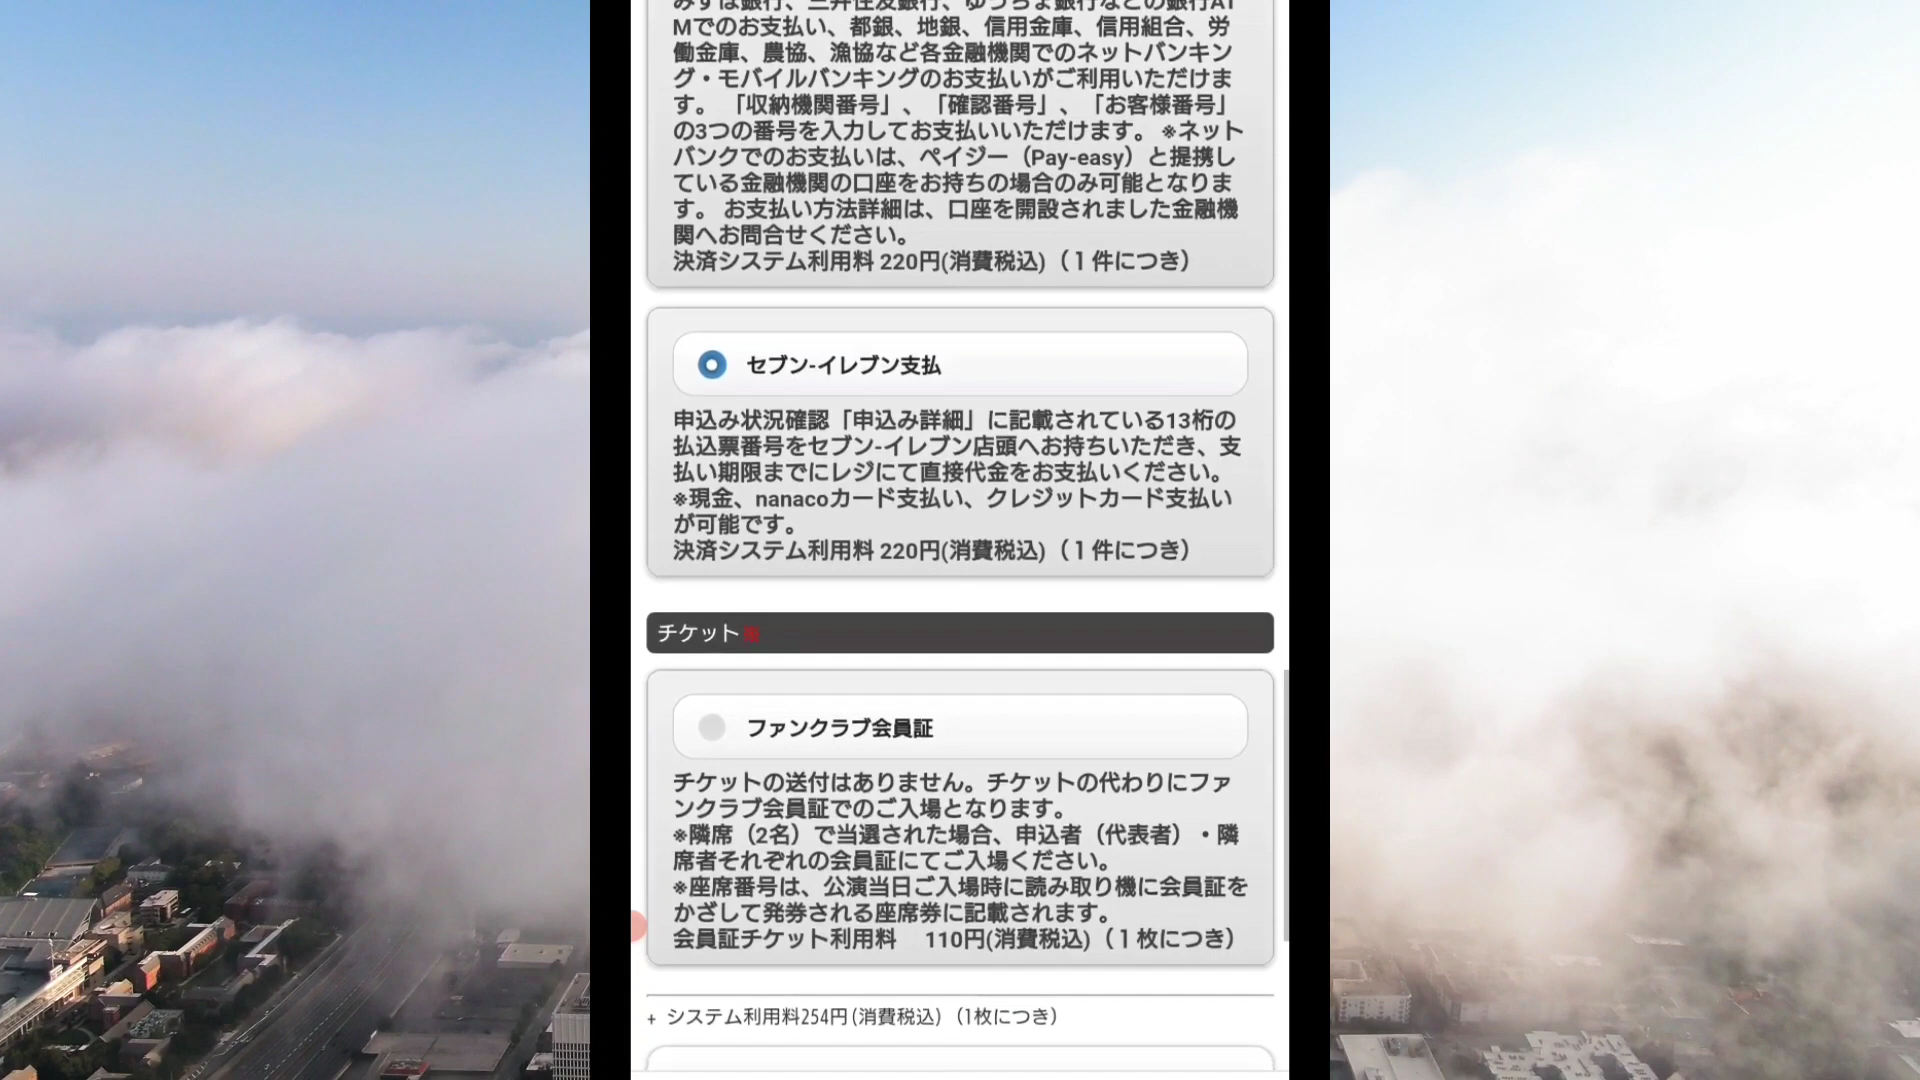 みずほ銀行、三井住友銀行、ゆうちょ銀行などの銀行AT
Mでのお支払い、都銀、地銀、信用金庫、信用組合、労
働金庫、農協、漁協など各金融機関でのネットバンキン
グ・モバイルバンキングのお支払いがご利用いただけま
す。 「収納機関番号」、「確認番号」、「お客様番号」
の3つの番号を入力してお支払いいただけます。 ※ネット
バンクでのお支払いは、ペイジー（Pay-easy）と提携し
ている金融機関の口座をお持ちの場合のみ可能となりま
す。 お支払い方法詳細は、口座を開設されました金融機
関へお問合せください。
決済システム利用料 220円(消費税込)（１件につき）
セブン-イレブン支払
申込み状況確認「申込み詳細」に記載されている13桁の
払込票番号をセブン-イレブン店頭へお持ちいただき、支
払い期限までにレジにて直接代金をお支払いください。
※現金、nanacoカード支払い、クレジットカード支払い
が可能です。
決済システム利用料 220円(消費税込)（１件につき）
チケット※
ファンクラブ会員証
チケットの送付はありません。チケットの代わりにファ
ンクラブ会員証でのご入場となります。
※隣席（2名）で当選された場合、申込者（代表者）・隣
席者それぞれの会員証にてご入場ください。
※座席番号は、公演当日ご入場時に読み取り機に会員証を
かざして発券される座席券に記載されます。
会員証チケット利用料　110円(消費税込)（１枚につき）
+ システム利用料254円(消費税込)（1枚につき）